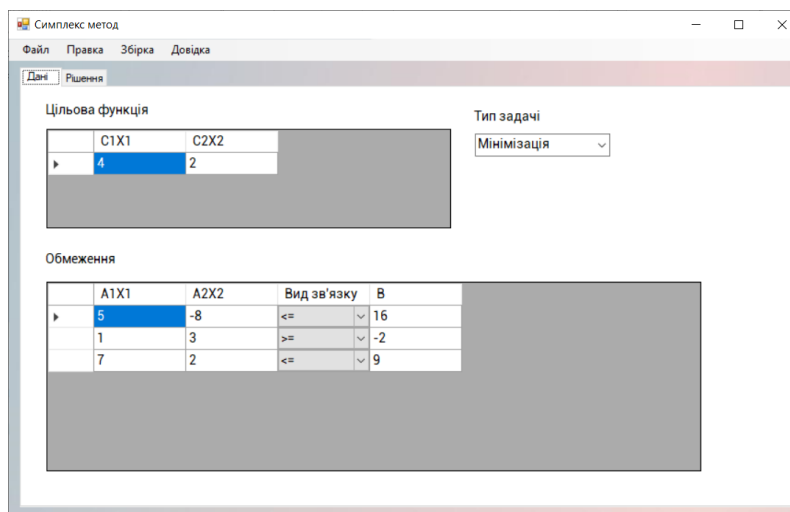 Симплекс метод
Файл Правка Збірка Довідка
Дані Рішення
Цільова функція
Тип задачі
C1X1 C2X2
4 2
Мінімізація
Обмеження
A1X1 A2X2 Вид зв'язку B
5 -8 <= 16
1 3 >= -2
7 2 <= 9